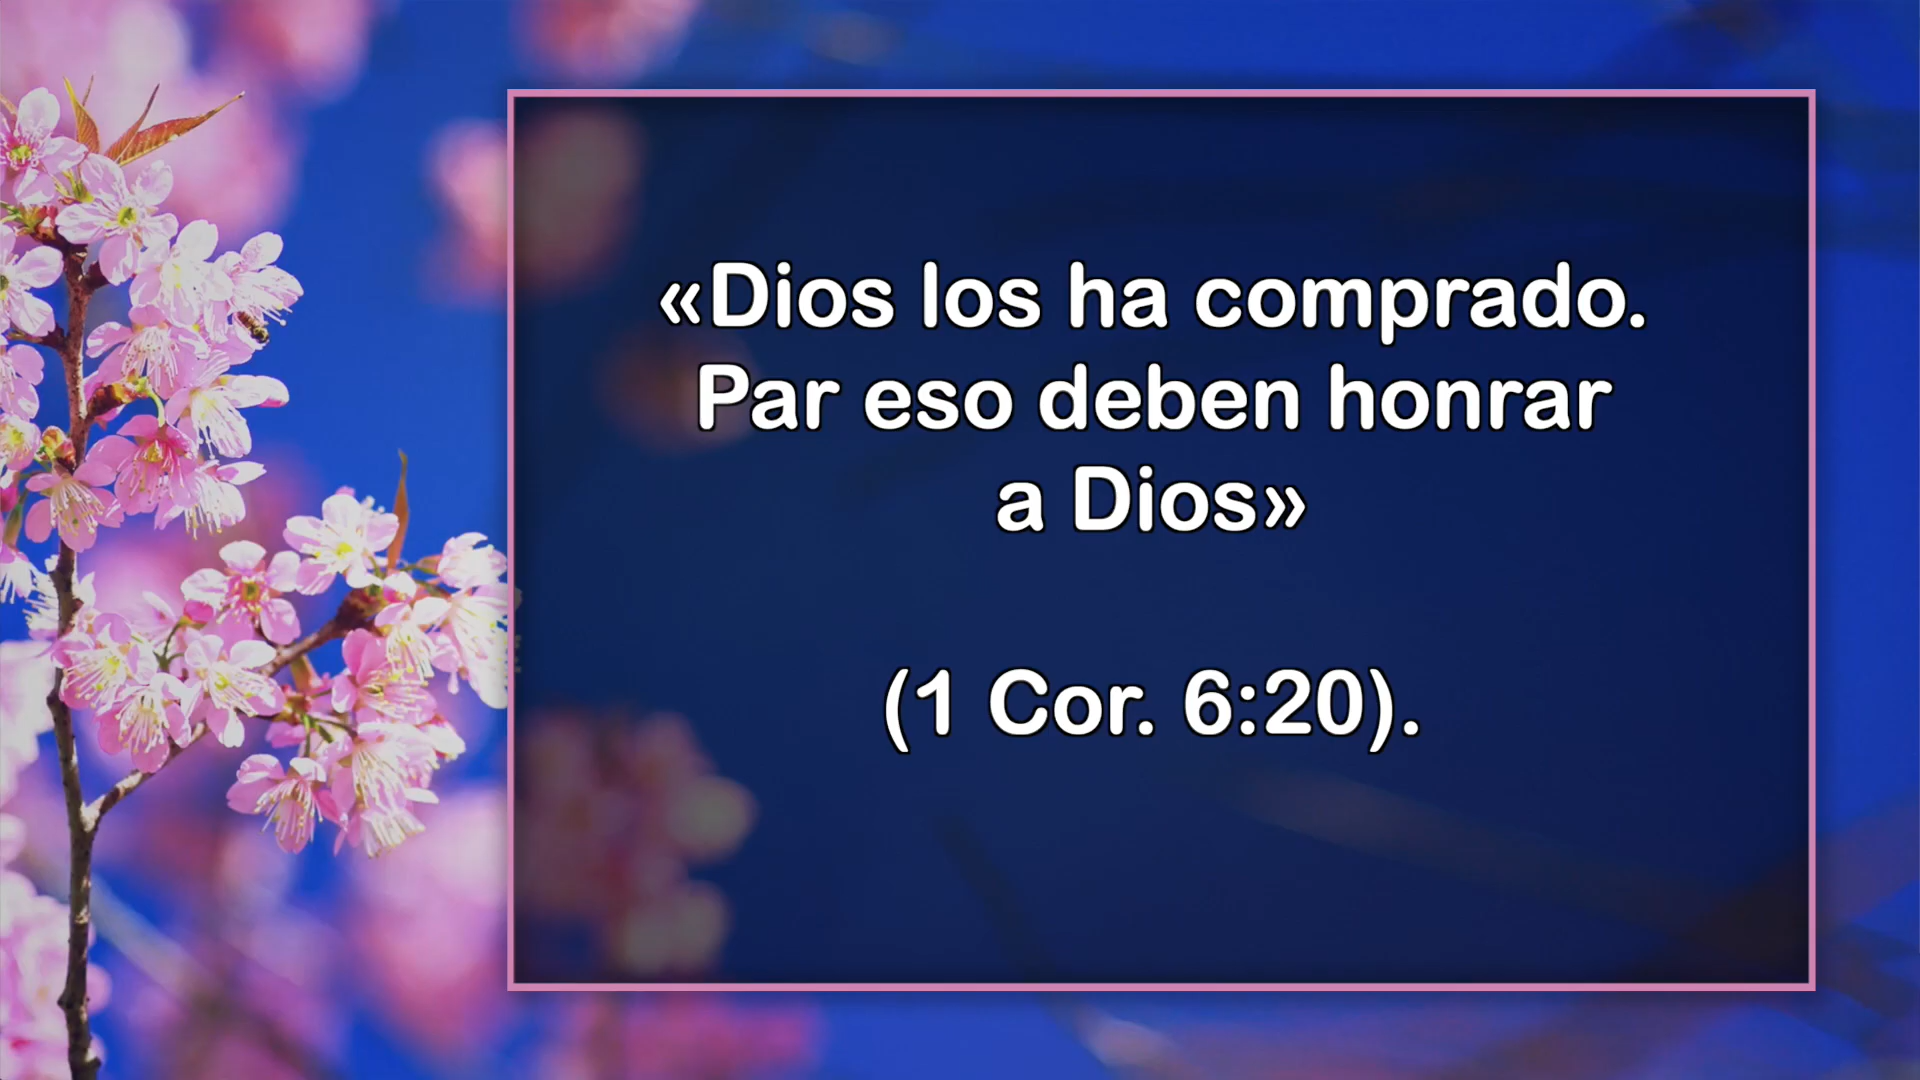 «Dios los ha comprado.
Par eso deben honrar
a Dios»
(1 Cor. 6:20).